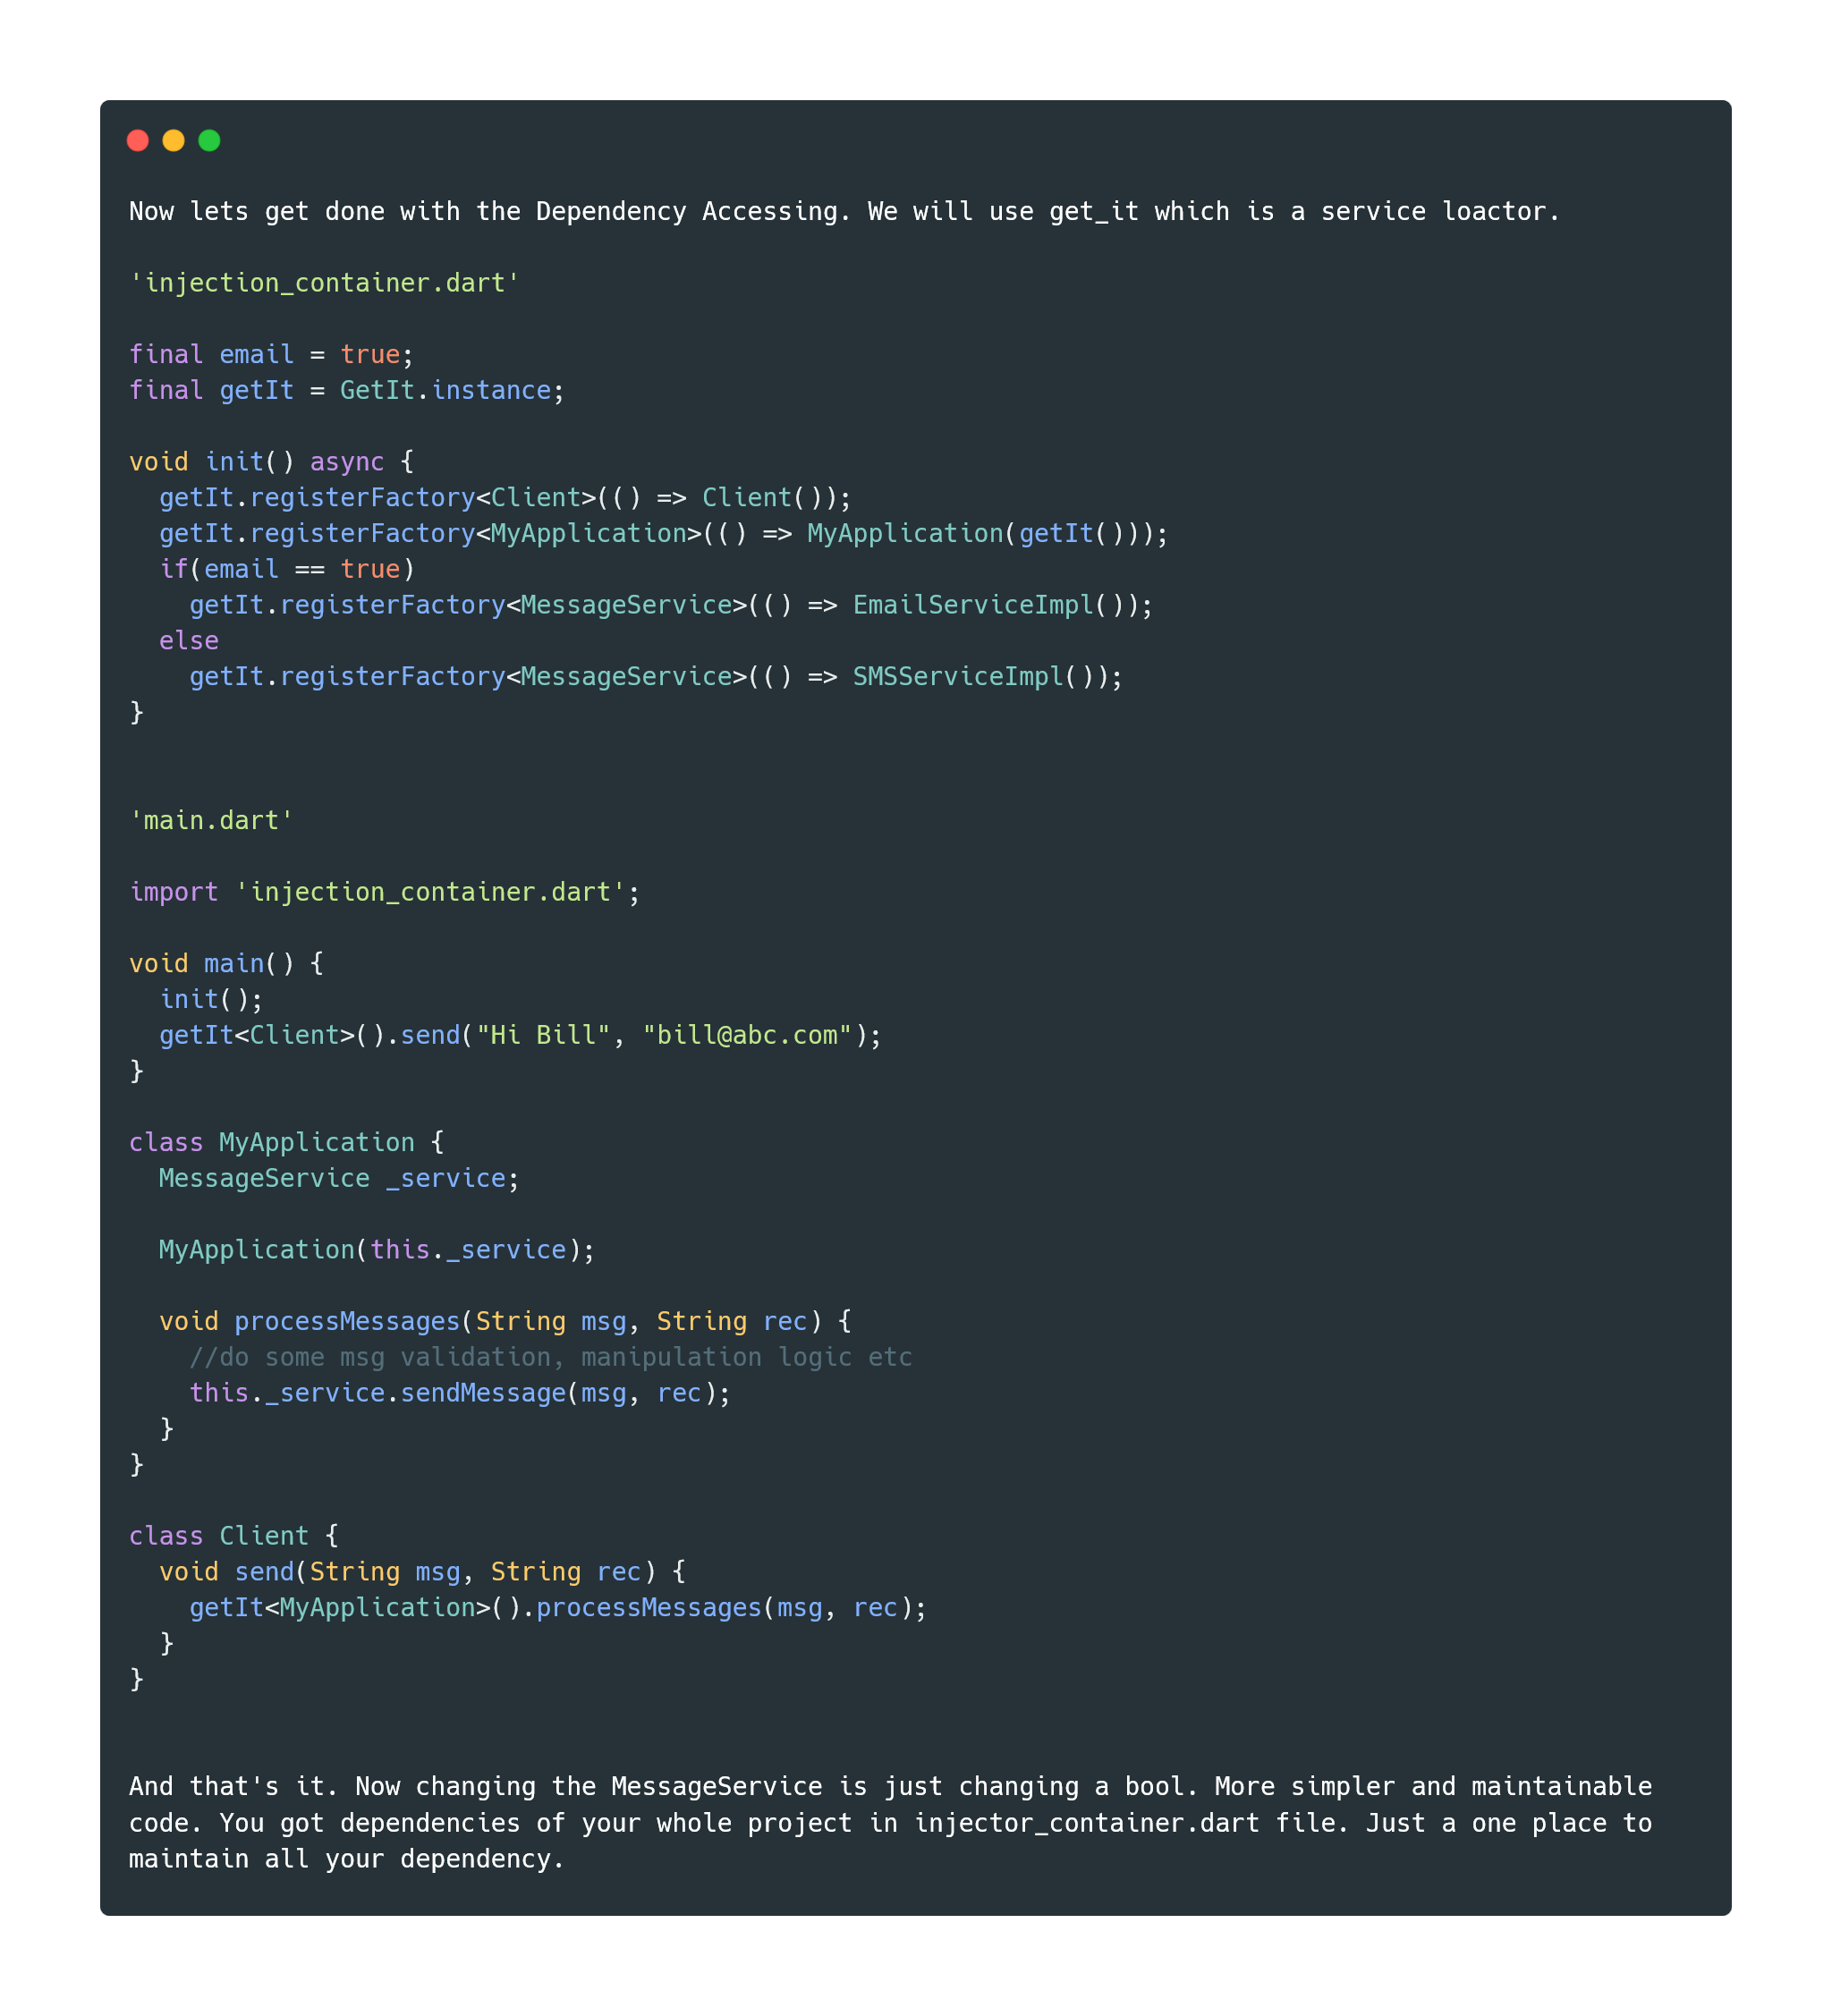 Now lets get done with the Dependency Accessing. We will use get_it which is a service loactor.

'injection_container.dart'

final email = true;
final getIt = GetIt.instance;

void init() async {
  getIt.registerFactory<Client>(() => Client());
  getIt.registerFactory<MyApplication>(() => MyApplication(getIt()));
  if(email == true)
    getIt.registerFactory<MessageService>(() => EmailServiceImpl());
  else
    getIt.registerFactory<MessageService>(() => SMSServiceImpl());
}

'main.dart'

import 'injection_container.dart';

void main() {
  init();
  getIt<Client>().send("Hi Bill", "bill@abc.com");
}

class MyApplication {
  MessageService _service;

  MyApplication(this._service);

  void processMessages(String msg, String rec) {
    //do some msg validation, manipulation logic etc
    this._service.sendMessage(msg, rec);
  }
}

class Client {
  void send(String msg, String rec) {
    getIt<MyApplication>().processMessages(msg, rec);
  }
}

And that's it. Now changing the MessageService is just changing a bool. More simpler and maintainable
code. You got dependencies of your whole project in injector_container.dart file. Just a one place to
maintain all your dependency.